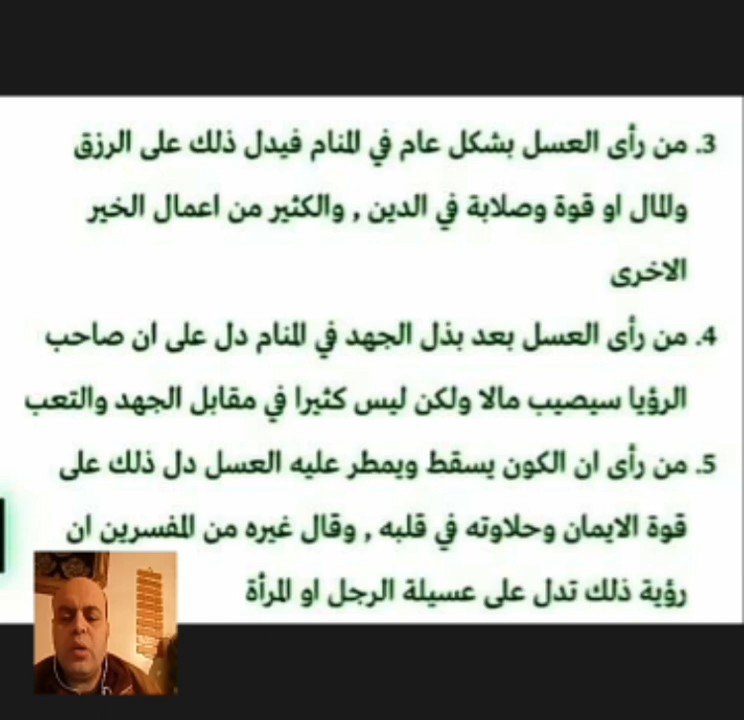 3. من رأى العسل بشكل عام في المنام فيدل ذلك على الرزق
والمال او قوة وصلابة في الدين , والكثير من اعمال الخير
الاخرى
4. من رأى العسل بعد بذل الجهد في المنام دل على ان صاحب
الرؤيا سيصيب مالا ولكن ليس كثيرا في مقابل الجهد والتعب
5. من رأى ان الكون يسقط ويمطر عليه العسل دل ذلك على
قوة الايمان وحلاوته في قلبه , وقال غيره من المفسرين ان
رؤية ذلك تدل على عسيلة الرجل او المرأة